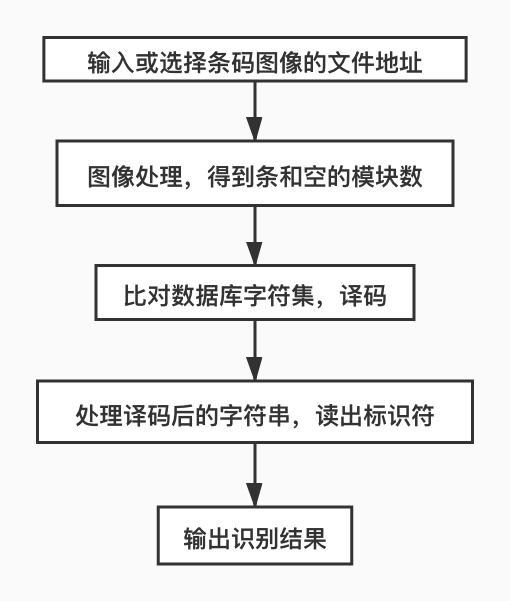 输入或选择条码图像的文件地址
图像处理，得到条和空的模块数
比对数据库字符集，译码
处理译码后的字符串，读出标识符
输出识别结果